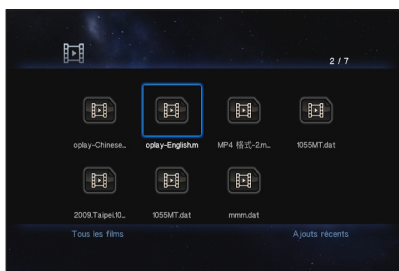 2 / 7
oplay-Chinese...
oplay-English.m
MP4 格式-2.m...
1055MT.dat
2009.Taipei.10...
1055MT.dat
mmm.dat
Tous les films
Ajouts récents